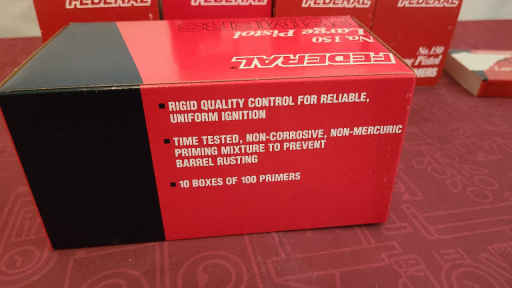 FEDERAL
FEDERAL
FEDERAL
FEDERAL
No. 150
Large Pistol
FEDERAL
No. 150
PRIMERS
■ RIGID QUALITY CONTROL FOR RELIABLE,
UNIFORM IGNITION
■ TIME TESTED, NON-CORROSIVE, NON-MERCURIC
PRIMING MIXTURE TO PREVENT
BARREL RUSTING
■ 10 BOXES OF 100 PRIMERS